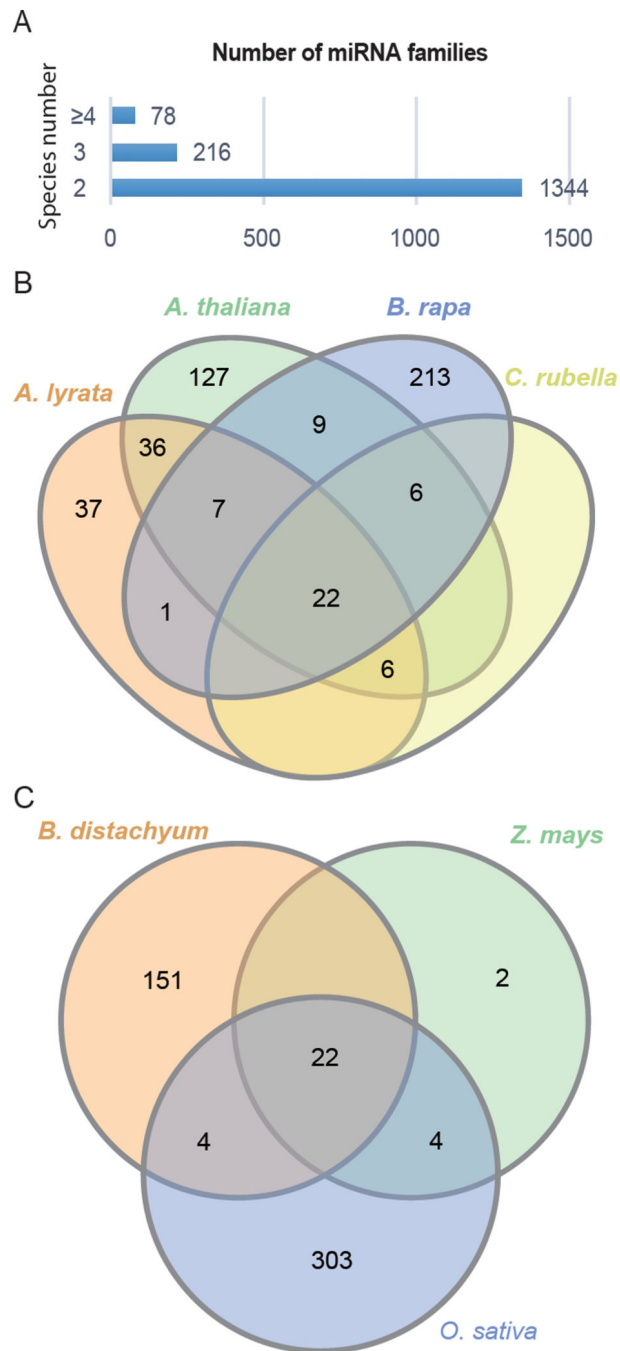 A
Number of miRNA families
Species number
≥4 78
3 216
2 1344
0 500 1000 1500
B
A. thaliana B. rapa
A. lyrata C. rubella
127 213
9
36
37 7 6
1 22
6
C
B. distachyum Z. mays
151 2
22
4 4
303
O. sativa